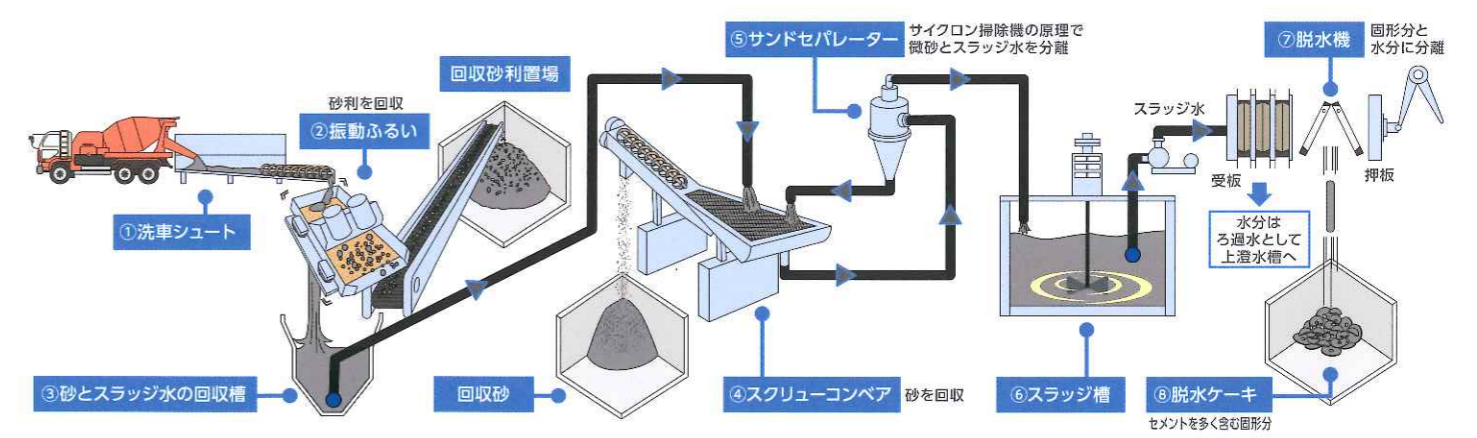 ①洗車シュート
砂利を回収
②振動ふるい
回収砂利置場
③砂とスラッジ水の回収槽
回収砂
④スクリューコンベア
砂を回収
⑤サンドセパレーター
サイクロン掃除機の原理で
微砂とスラッジ水を分離
⑥スラッジ槽
スラッジ水
⑦脱水機
固形分と
水分に分離
受板
押板
水分は
ろ過水として
上澄水槽へ
⑧脱水ケーキ
セメントを多く含む固形分